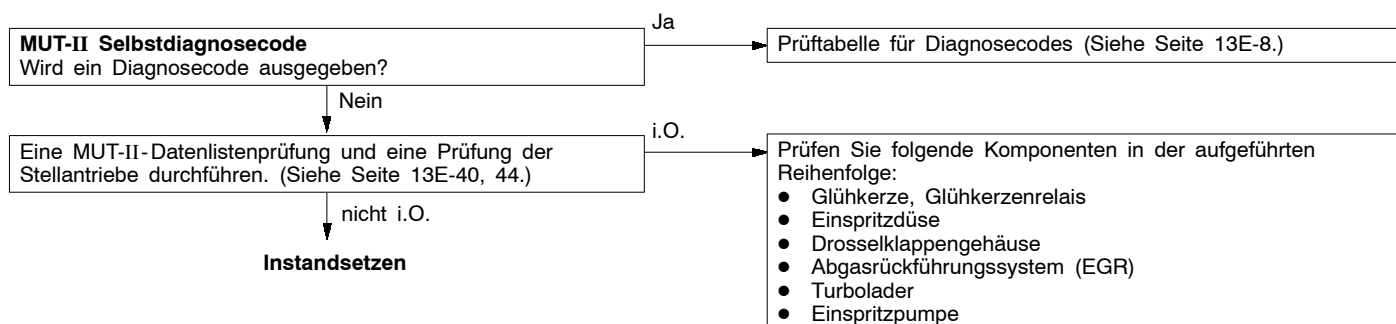 MUT-II Selbstdiagnosecode
Wird ein Diagnosecode ausgegeben?
Ja
Prüftabelle für Diagnosecodes (Siehe Seite 13E-8.)
Nein
Eine MUT-II-Datenlistenprüfung und eine Prüfung der
Stellantriebe durchführen. (Siehe Seite 13E-40, 44.)
i.O.
Prüfen Sie folgende Komponenten in der aufgeführten
Reihenfolge:
● Glühkerze, Glühkerzenrelais
● Einspritzdüse
● Drosselklappengehäuse
● Abgasrückführungssystem (EGR)
● Turbolader
● Einspritzpumpe
nicht i.O.
Instandsetzen